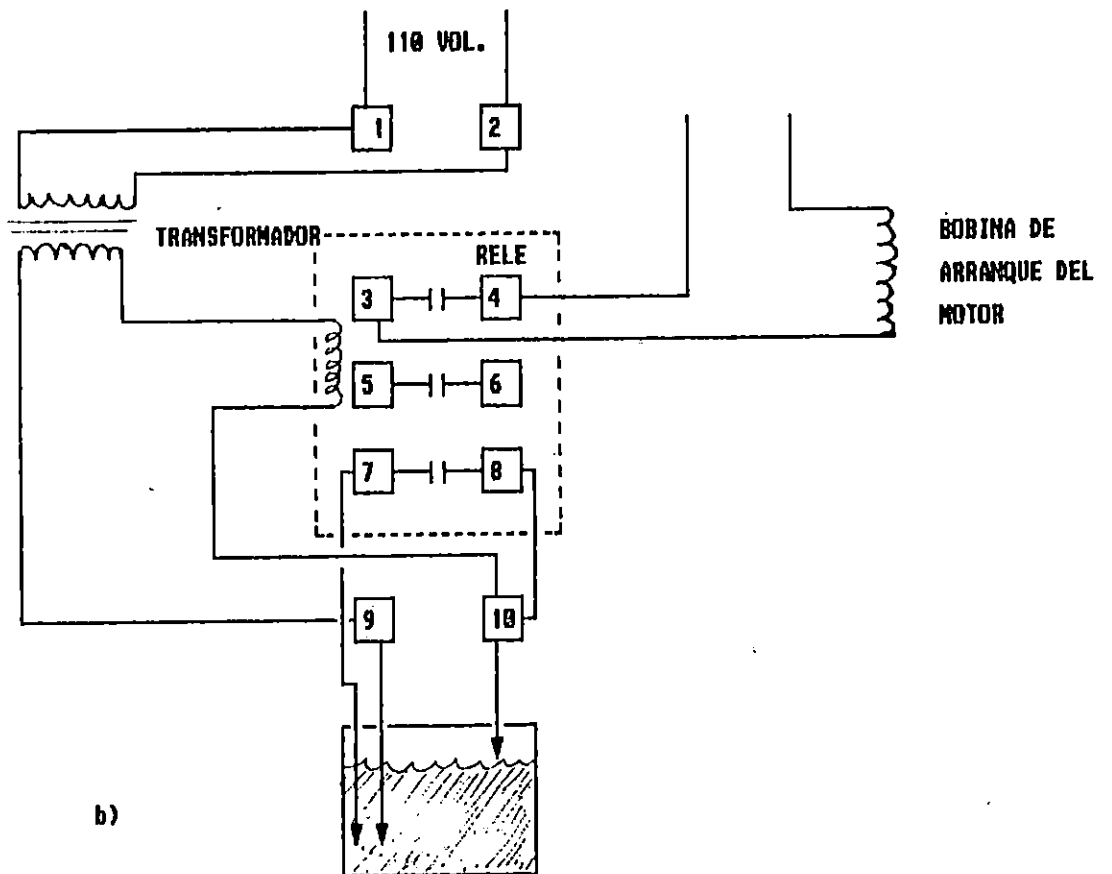 110 VOL.
1
2
TRANSFORMADOR
RELE
BOBINA DE
ARRANQUE DEL
MOTOR
3
4
5
6
7
8
9
10
b)